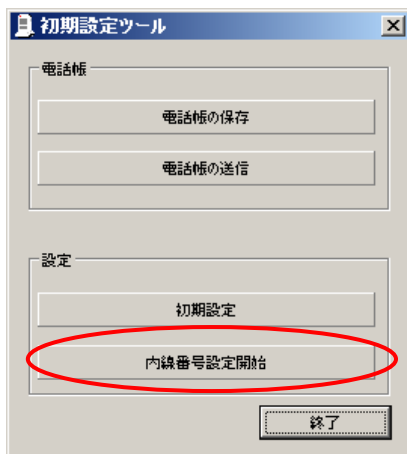 初期設定ツール
電話帳
電話帳の保存
電話帳の送信
設定
初期設定
内線番号設定開始
終了